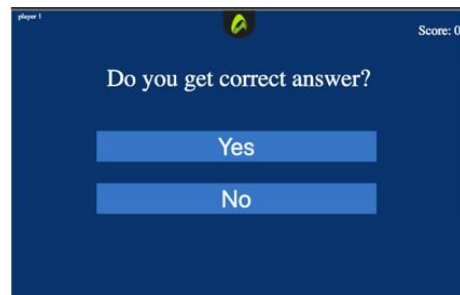 player 1
Score: 0
Do you get correct answer?
Yes
No